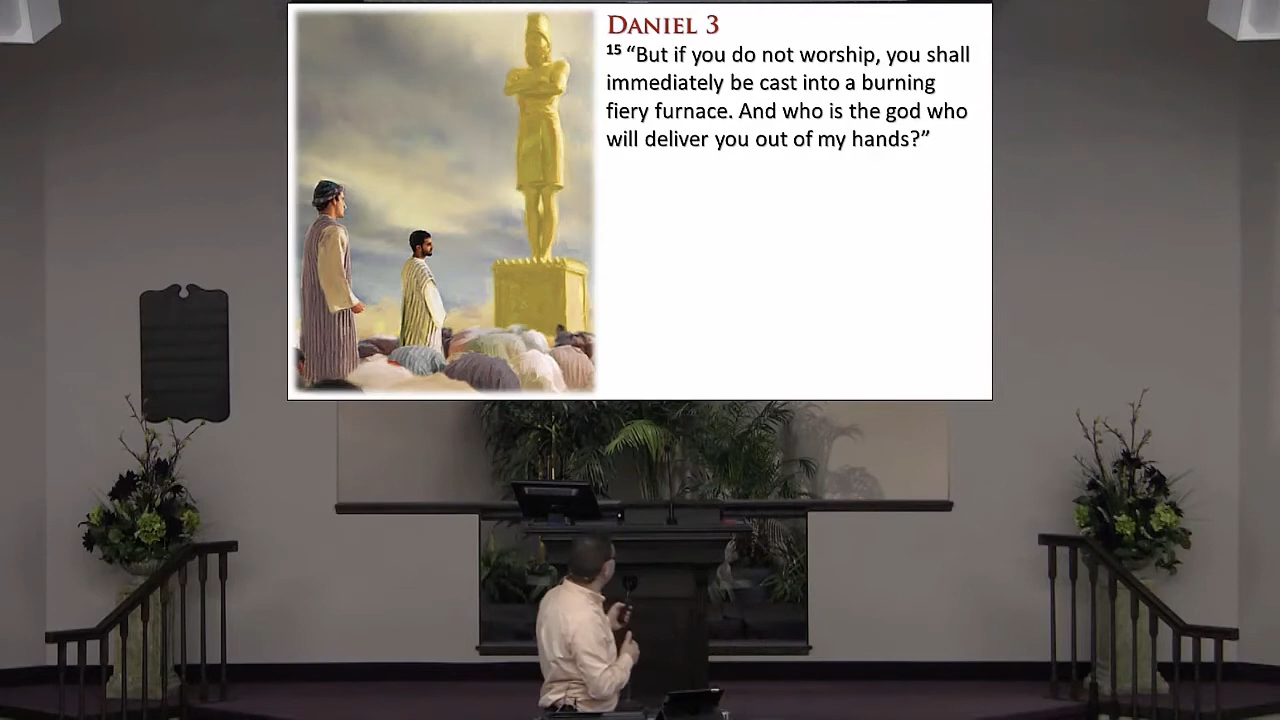 DANIEL 3
15 “But if you do not worship, you shall
immediately be cast into a burning
fiery furnace. And who is the god who
will deliver you out of my hands?”